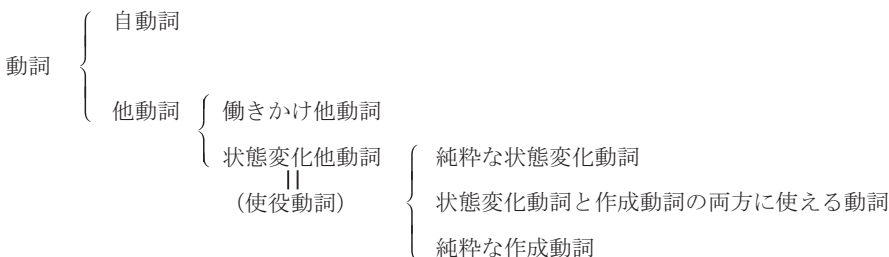 自動詞
動詞
他動詞 働きかけ他動詞
状態変化他動詞 純粋な状態変化動詞
(使役動詞) 状態変化動詞と作成動詞の両方に使える動詞
純粋な作成動詞